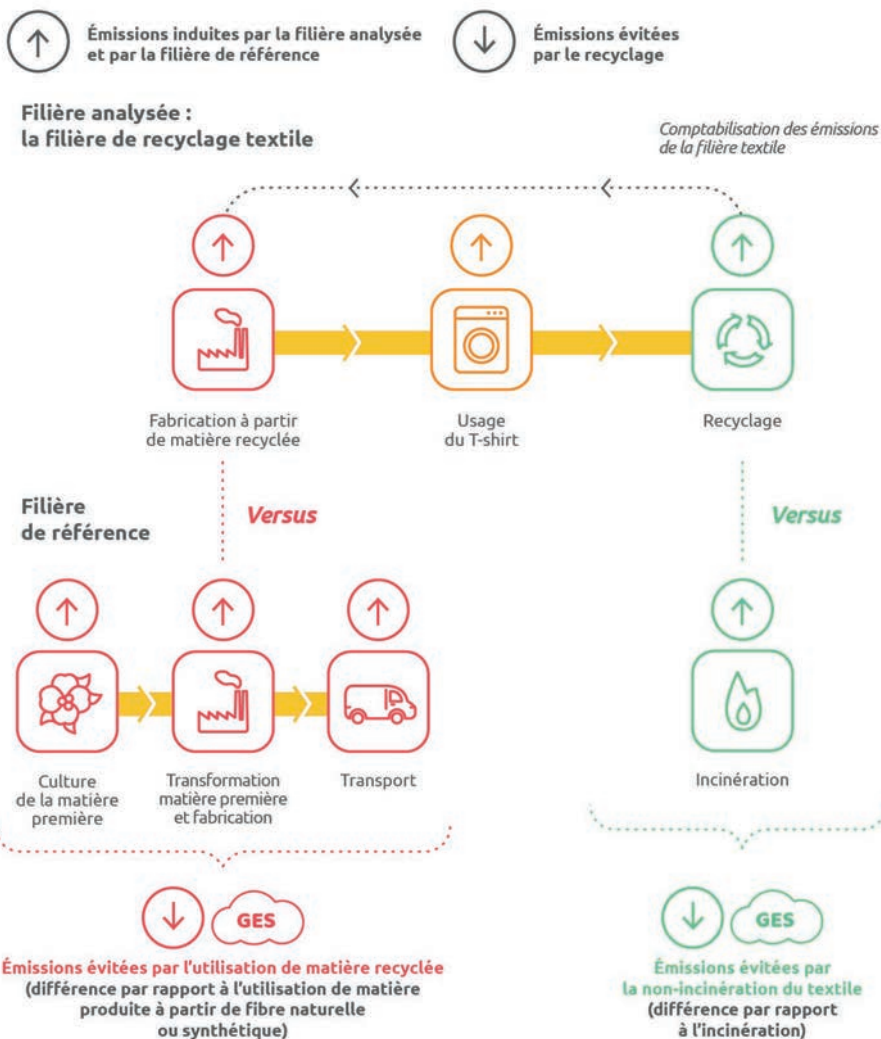 Émissions induites par la filière analysée
et par la filière de référence
Émissions évitées
par le recyclage
Filière analysée :
la filière de recyclage textile
Comptabilisation des émissions
de la filière textile
Fabrication à partir
de matière recyclée
Usage
du T-shirt
Recyclage
Filière
de référence
Versus
Versus
Culture
de la matière
première
Transformation
matière première
et fabrication
Transport
Incinération
GES
Émissions évitées par l'utilisation de matière recyclée
(différence par rapport à l'utilisation de matière
produite à partir de fibre naturelle
ou synthétique)
GES
Émissions évitées par
la non-incinération du textile
(différence par rapport
à l'incinération)